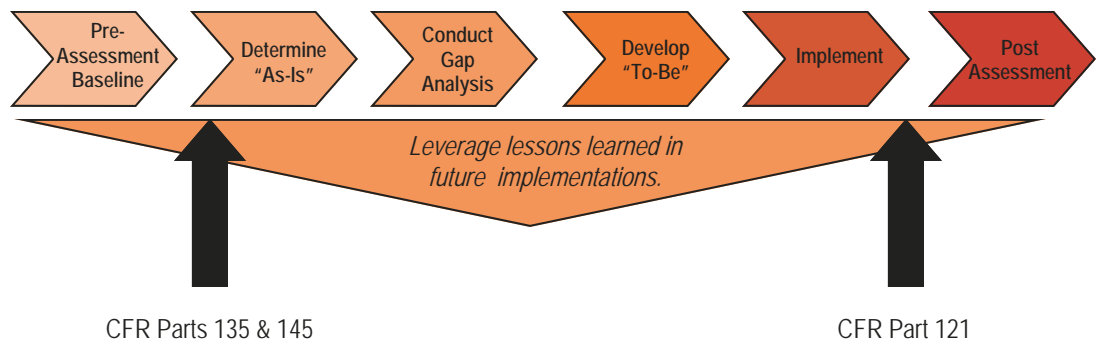 Pre-
Assessment
Baseline
Determine
“As-Is”
Conduct
Gap
Analysis
Develop
“To-Be”
Implement
Post
Assessment
Leverage lessons learned in
future implementations.
CFR Parts 135 & 145
CFR Part 121